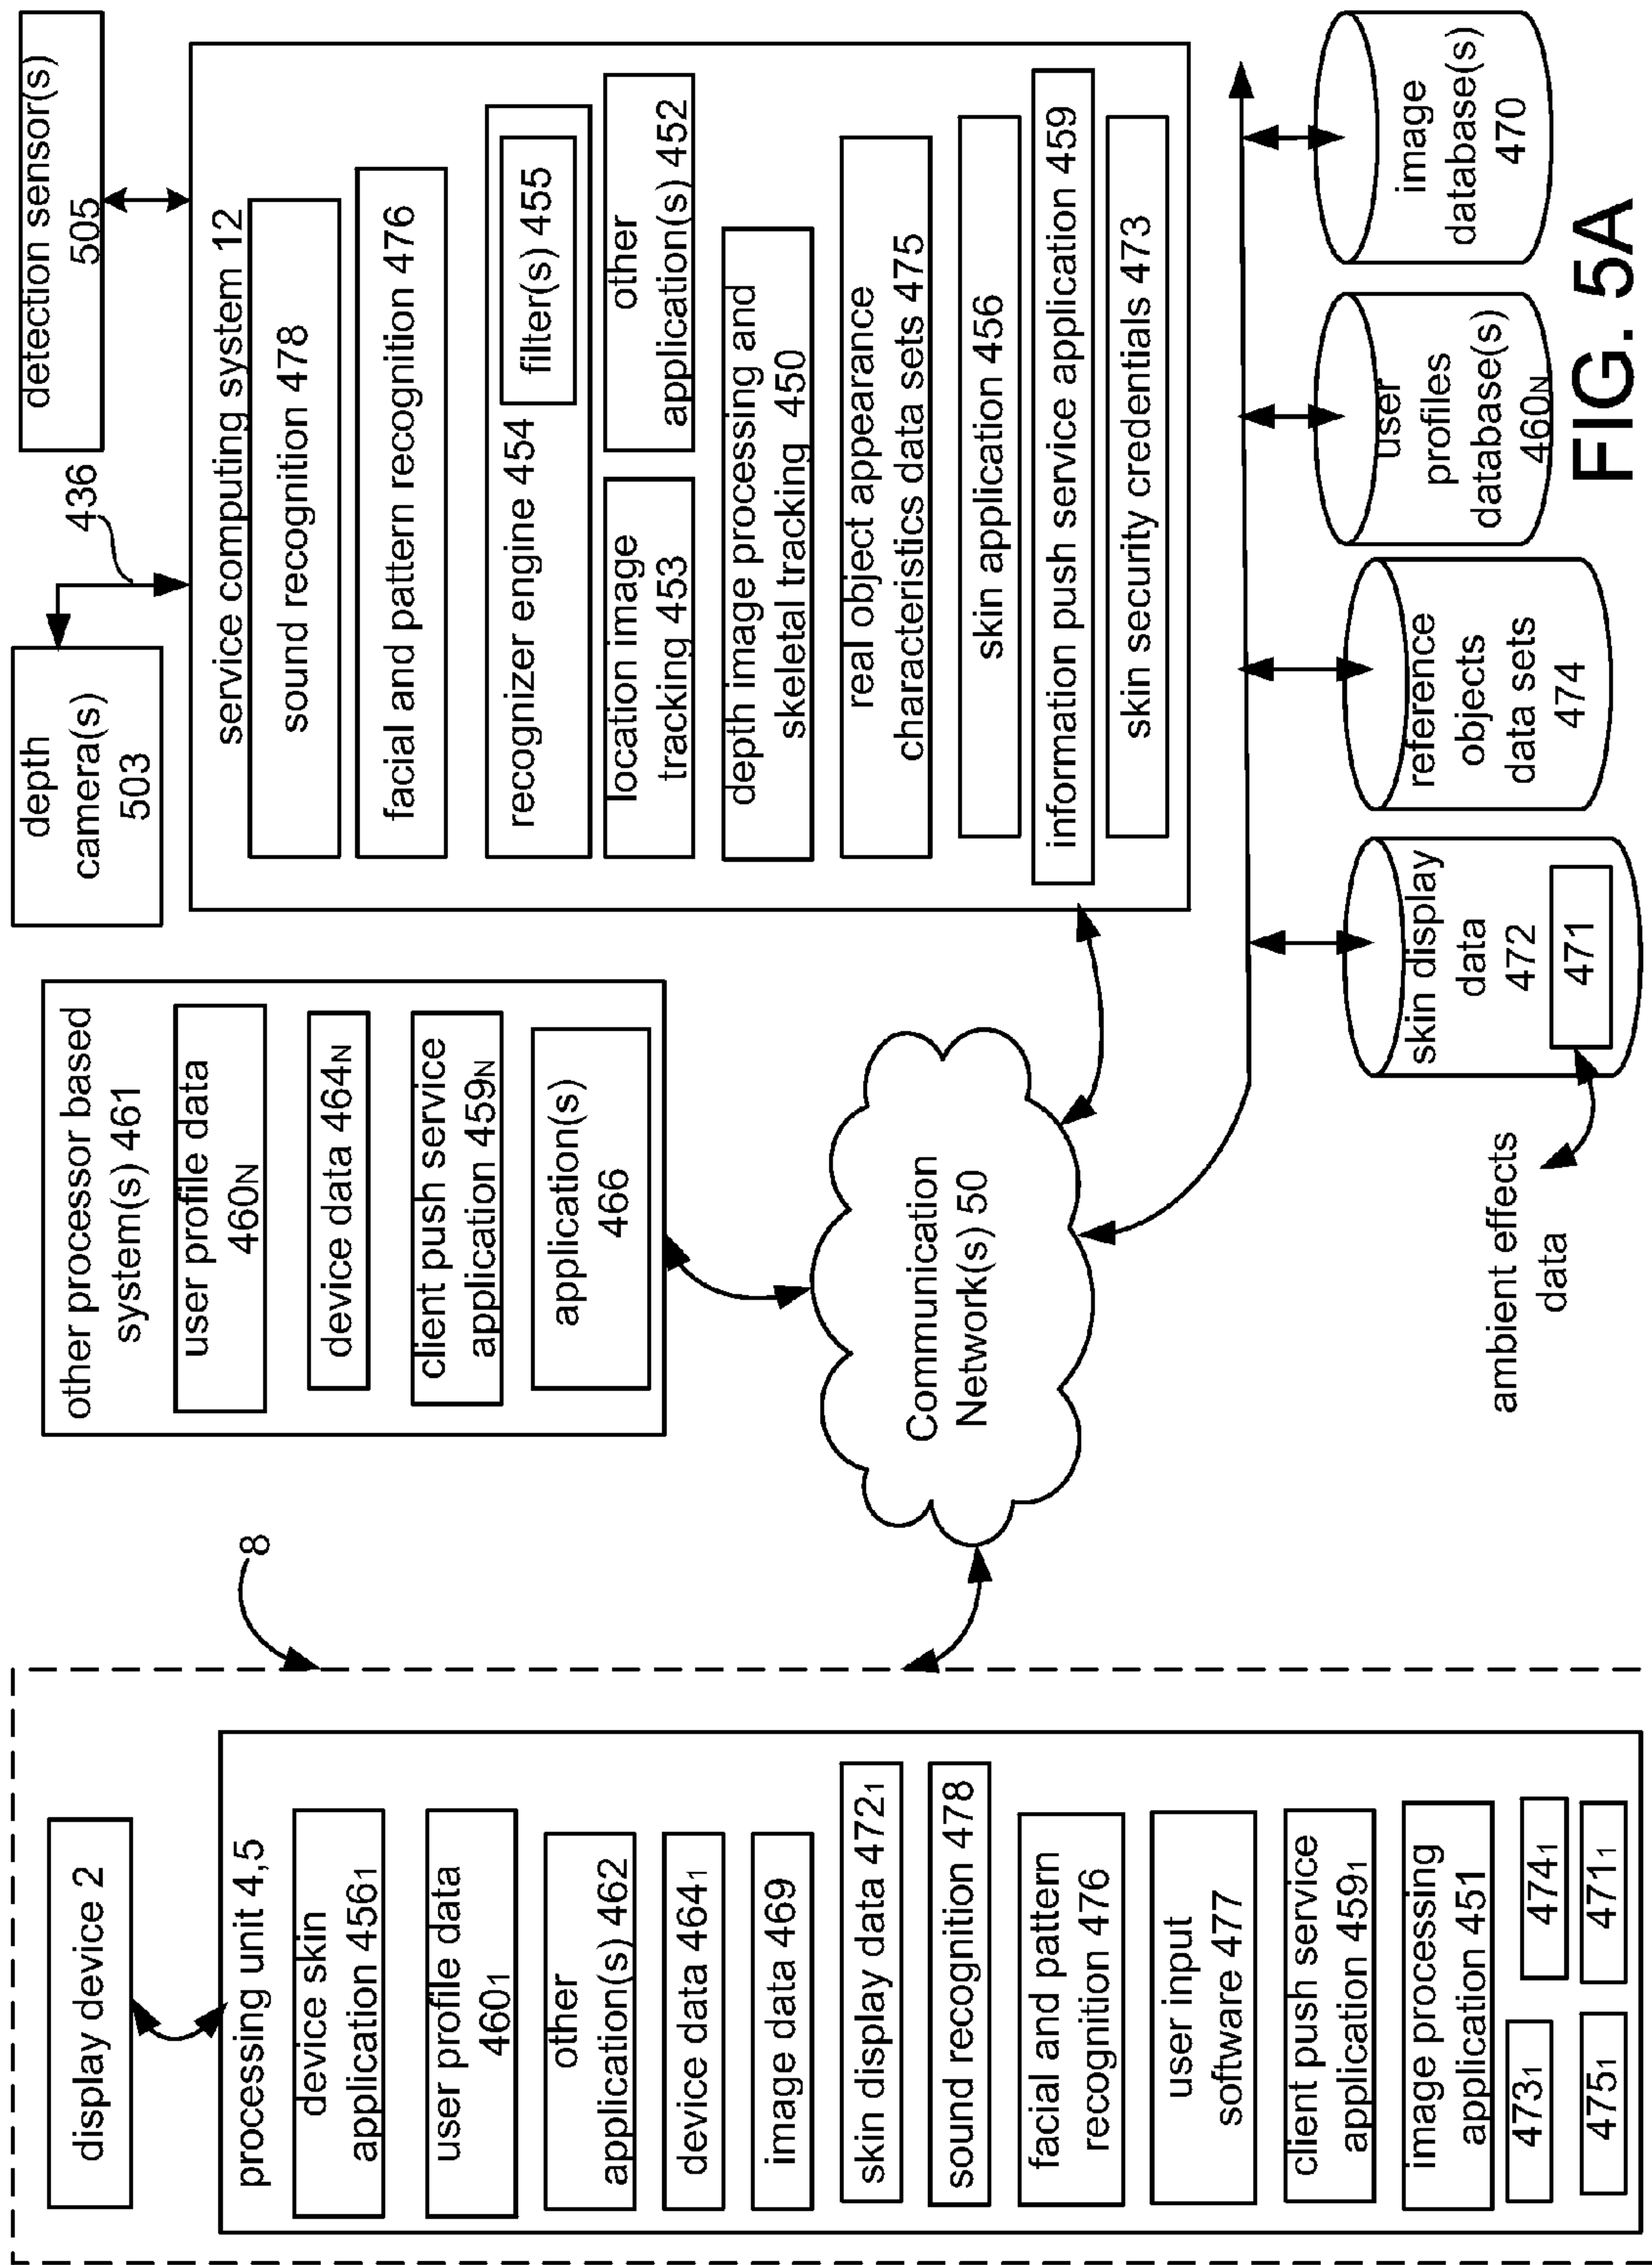 8
display device 2
processing unit 4,5
device skin
application 456₁
user profile data
460₁
other
application(s) 462
device data 464₁
image data 469
skin display data 472₁
sound recognition 478
facial and pattern
recognition 476
user input
software 477
client push service
application 459₁
image processing
application 451
473₁
474₁
475₁
471₁
other processor based
system(s) 461
user profile data
460N
device data 464N
client push service
application 459N
application(s)
466
Communication
Network(s) 50
depth
camera(s)
503
436
detection sensor(s)
505
service computing system 12
sound recognition 478
facial and pattern recognition 476
recognizer engine 454
filter(s) 455
location image
tracking 453
other
application(s) 452
depth image processing and
skeletal tracking 450
real object appearance
characteristics data sets 475
skin application 456
information push service application 459
skin security credentials 473
ambient effects
data
skin display
data
472
471
reference
objects
data sets
474
user
profiles
database(s)
460N
image
database(s)
470
FIG. 5A